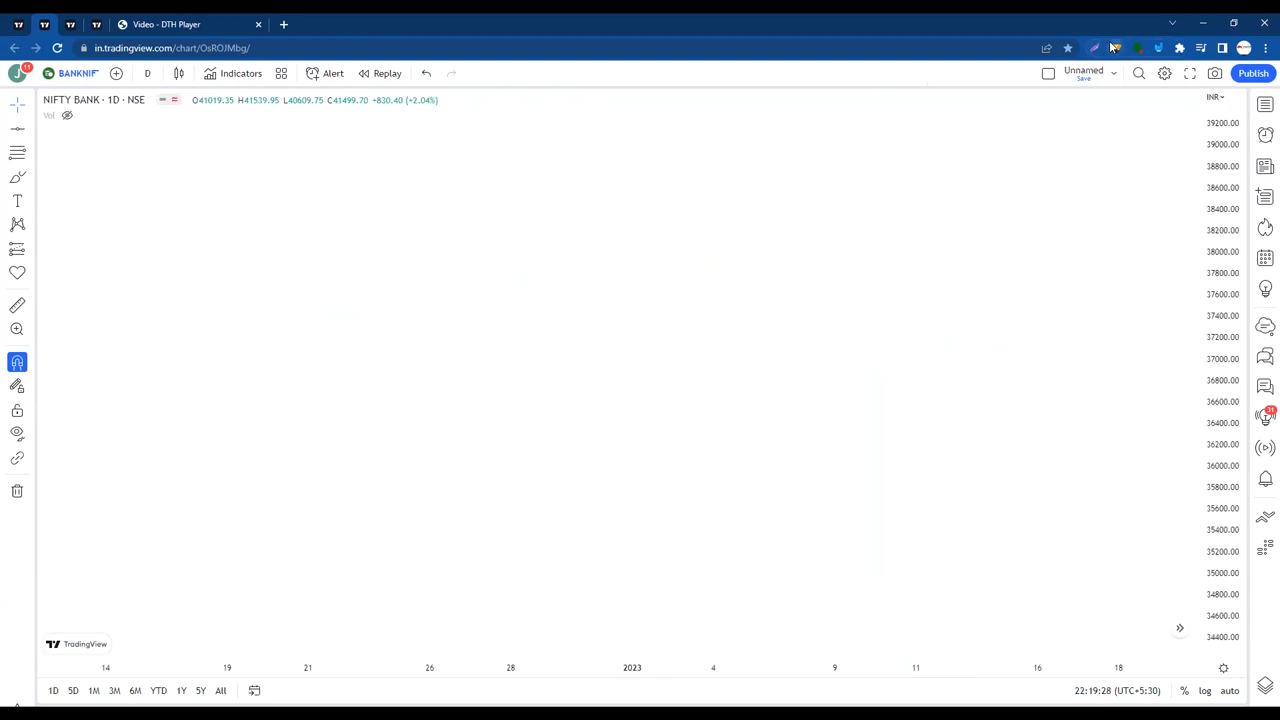 Video - DTH Player
in.tradingview.com/chart/OsROJMbg/
J 11 BANKNIF D Indicators Alert Replay Unnamed Save Publish
NIFTY BANK · 1D · NSE O41019.35 H41539.95 L40609.75 C41499.70 +830.40 (+2.04%)
Vol
INR
39200.00
39000.00
38800.00
38600.00
38400.00
38200.00
38000.00
37800.00
37600.00
37400.00
37200.00
37000.00
36800.00
36600.00
36400.00
31
36200.00
36000.00
35800.00
35600.00
35400.00
35200.00
35000.00
34800.00
34600.00
34400.00
TradingView
14 19 21 26 28 2023 4 9 11 16 18
1D 5D 1M 3M 6M YTD 1Y 5Y All 22:19:28 (UTC+5:30) % log auto